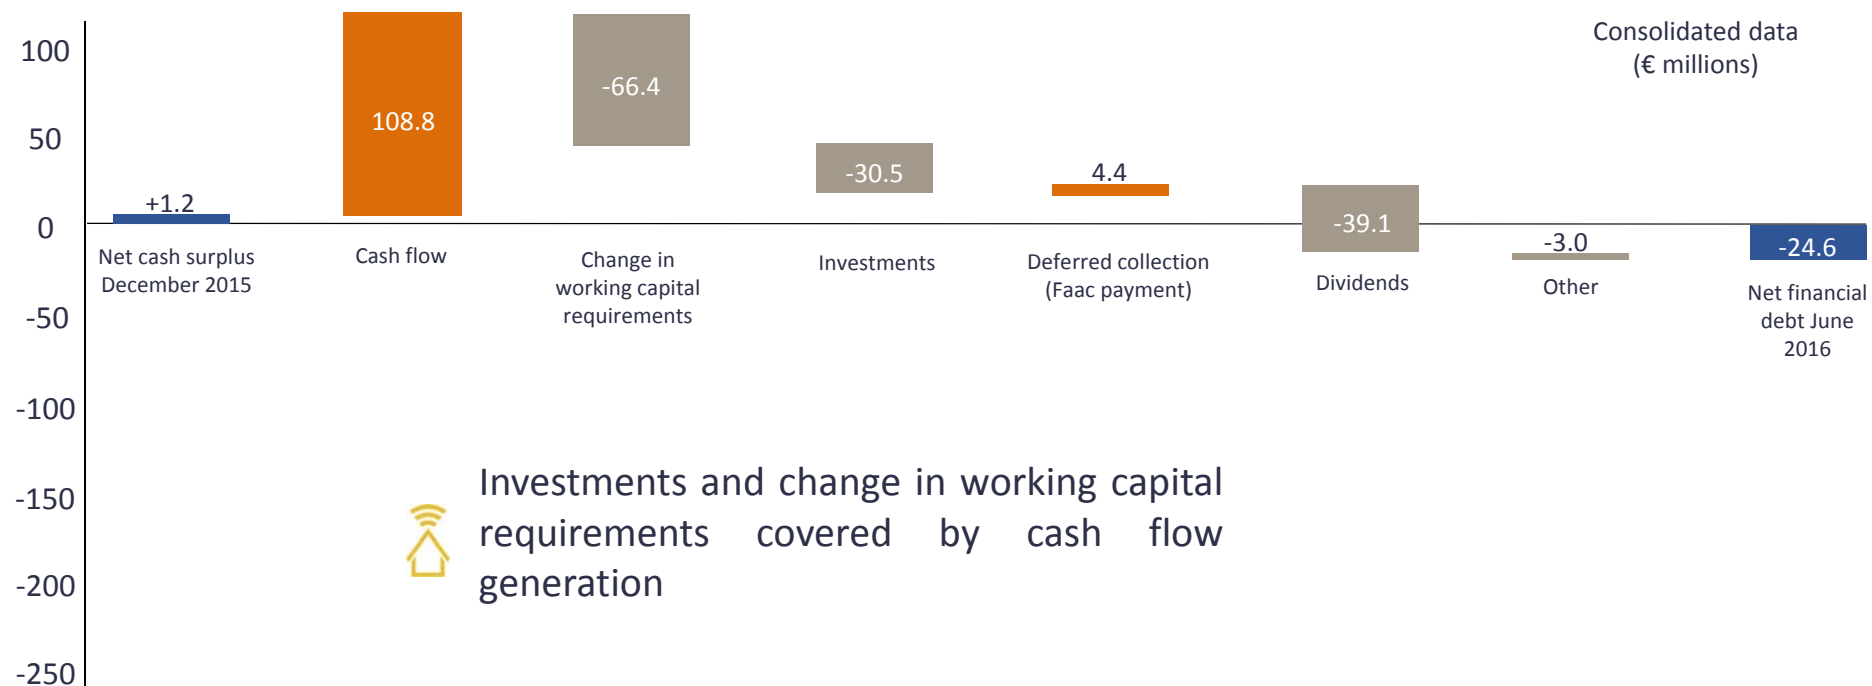 Consolidated data
(€ millions)
100
50
0
-50
-100
-150
-200
-250
+1.2
108.8
-66.4
-30.5
4.4
-39.1
-3.0
-24.6
Net cash surplus
December 2015
Cash flow
Change in
working capital
requirements
Investments
Deferred collection
(Faac payment)
Dividends
Other
Net financial
debt June
2016
Investments and change in working capital
requirements covered by cash flow
generation